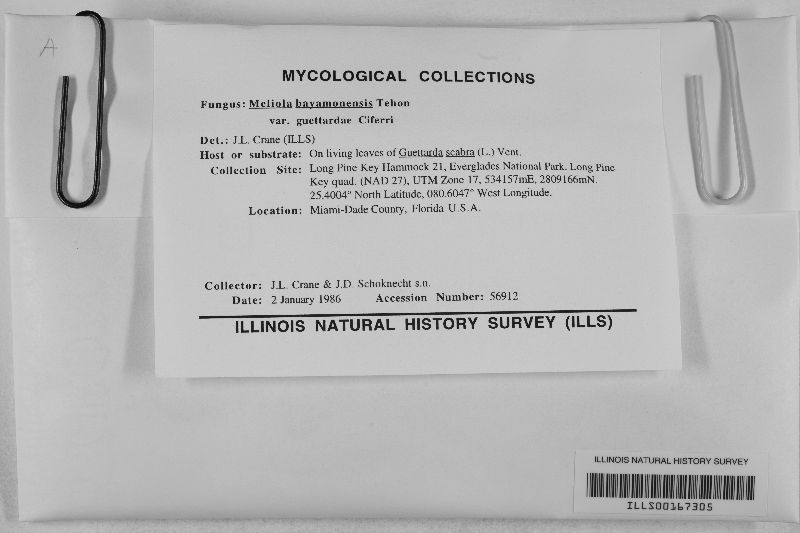 A
MYCOLOGICAL COLLECTIONS
Fungus: Meliola bayamonensis Tehon
var. guettardae Ciferri
Det.: J.L. Crane (ILLS)
Host or substrate: On living leaves of Guettarda scabra (L.) Vent.
Collection Site: Long Pine Key Hammock 21, Everglades National Park. Long Pine
Key quad. (NAD 27), UTM Zone 17, 534157mE, 2809166mN.
25.4004° North Latitude, 080.6047° West Longitude.
Location: Miami-Dade County, Florida U.S.A.
Collector: J.L. Crane & J.D. Schoknecht s.n.
Date: 2 January 1986 Accession Number: 56912
ILLINOIS NATURAL HISTORY SURVEY (ILLS)
ILLINOIS NATURAL HISTORY SURVEY
ILLS00167305